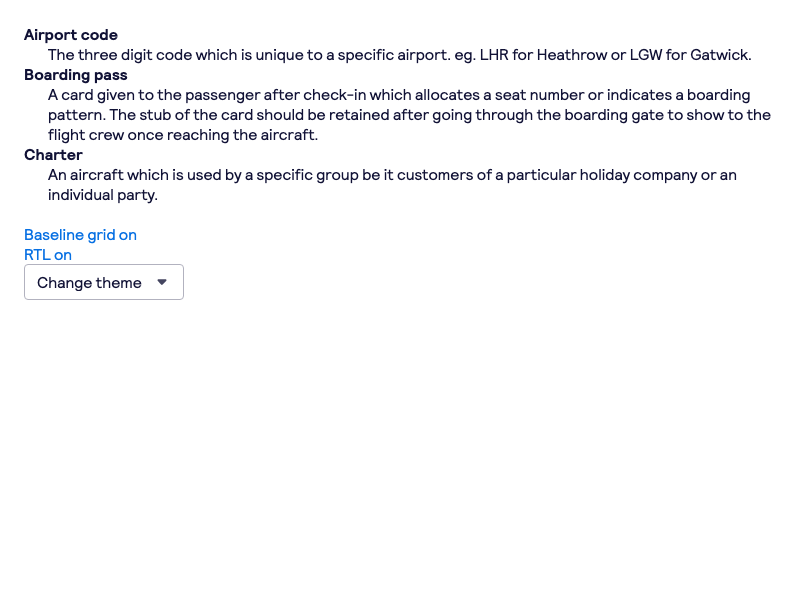 Airport code
The three digit code which is unique to a specific airport. eg. LHR for Heathrow or LGW for Gatwick.
Boarding pass
A card given to the passenger after check-in which allocates a seat number or indicates a boarding
pattern. The stub of the card should be retained after going through the boarding gate to show to the
flight crew once reaching the aircraft.
Charter
An aircraft which is used by a specific group be it customers of a particular holiday company or an
individual party.
Baseline grid on
RTL on
Change theme